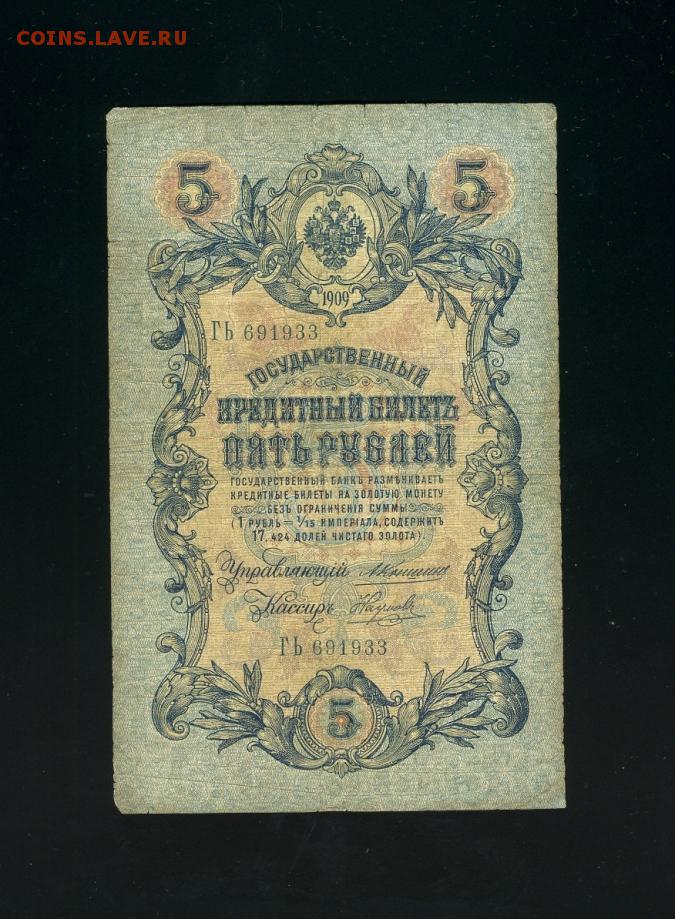 COINS.LAVE.RU
5 5
1909
ГЬ 691933
ГОСУДАРСТВЕННЫЙ
КРЕДИТНЫЙ БИЛЕТЪ
ПЯТЬ РУБЛЕЙ
ГОСУДАРСТВЕННЫЙ БАНКЪ РАЗМѢНИВАЕТЪ
КРЕДИТНЫЕ БИЛЕТЫ НА ЗОЛОТУЮ МОНЕТУ
БЕЗЪ ОГРАНИЧЕНІЯ СУММЫ
(1 РУБЛЬ = 1/15 ИМПЕРІАЛА, СОДЕРЖИТЪ
17,424 ДОЛЕЙ ЧИСТАГО ЗОЛОТА).
Управляющій
Кассиръ Наумовъ
ГЬ 691933
5